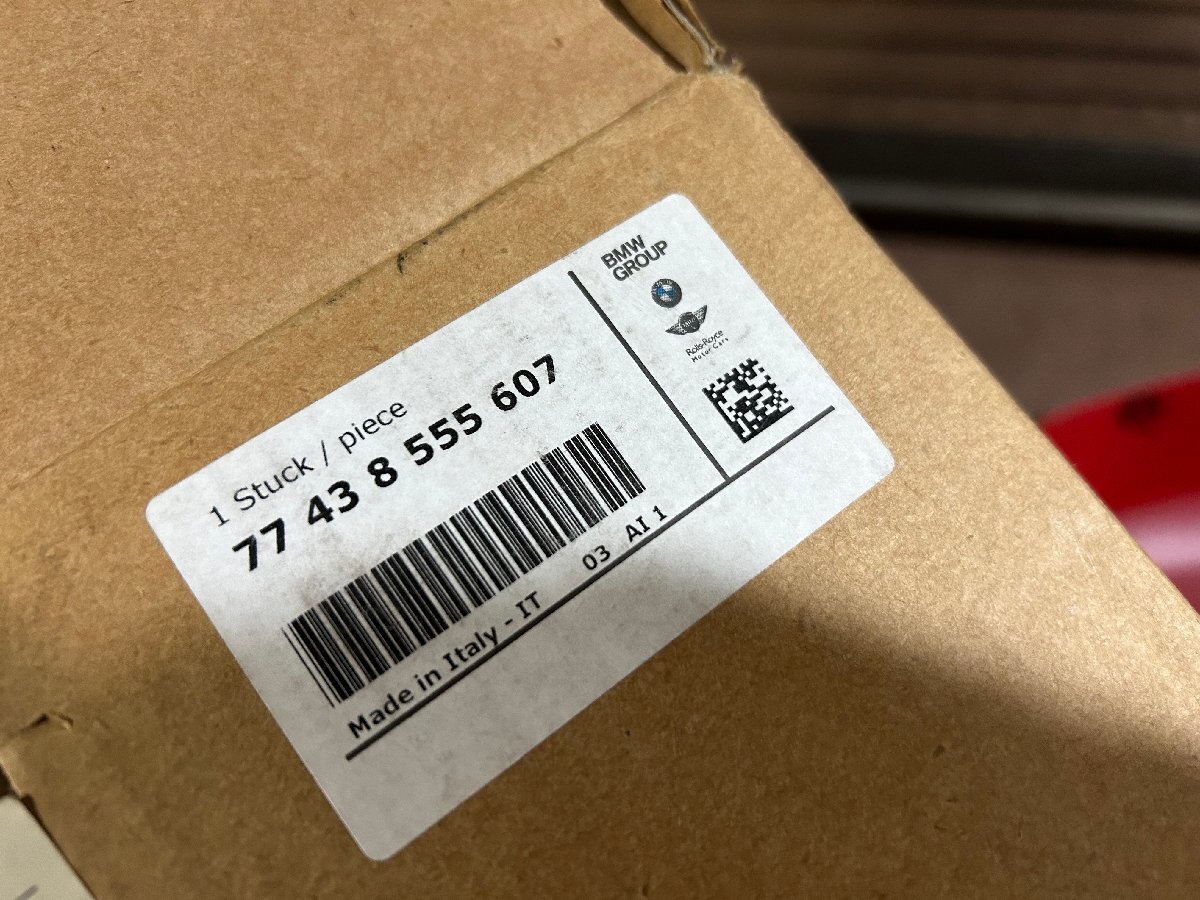 1 Stuck / piece
77 43 8 555 607
Made in Italy - IT 03 AI 1
BMW
GROUP
Rolls-Royce
Motor Cars